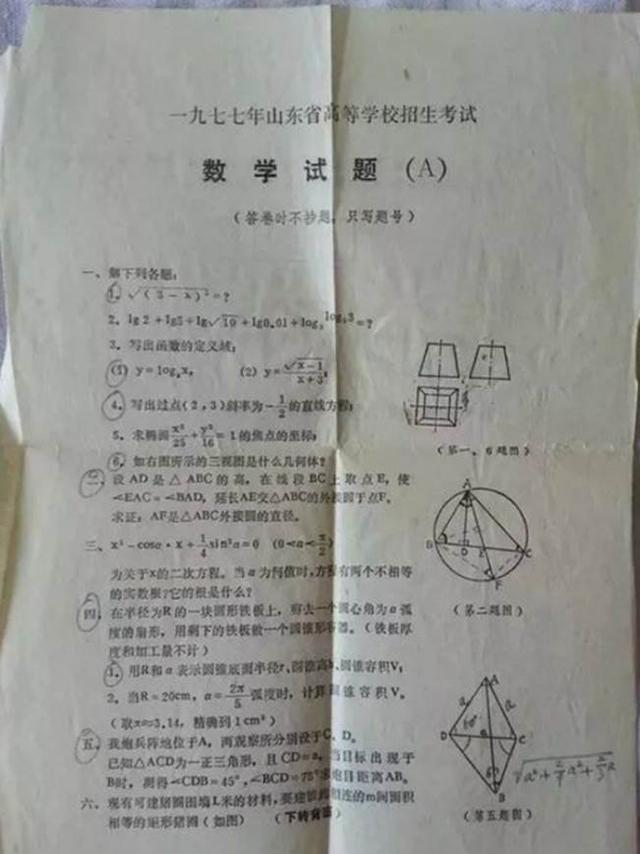 一九七七年山东省高等学校招生考试
数学试题(A)
(答卷时不抄题,只写题号)
一、解下列各题:
1. √(3-x)²=?
2. lg2+lg5+lg√10+lg0.01+log₃
3. 写出函数的定义域:
(1) y=log₃x, (2) y=√x-1/x+3;
4. 写出过点(2,3)斜率为-1/2的直线方程;
5. 求椭圆x²/25+y²/16=1的焦点的坐标;
6. 如右图所示的三视图是什么几何体?
(第一、6题图)
二、设AD是△ABC的高,在线段BC上取点E,使
∠EAC=∠BAD,延长AE交△ABC的外接圆于点F。
求证:AF是△ABC外接圆的直径。
A
B D E C
F
(第二题图)
三、x²-cosα·x+1/4sin²α=0 (0<α<π/2)
为关于x的二次方程。当α为何值时,方程有两个不相等
的实数根?它的根是什么?
四、在半径为R的一块圆形铁板上,剪去一个圆心角为α弧
度的扇形,用剩下的铁板做一个圆锥形容器。(铁板厚
度和加工量不计)
1. 用R和α表示圆锥底面半径r,圆锥高h,圆锥容积V;
2. 当R=20cm,α=2π/5弧度时,计算圆锥容积V。
(取π=3.14,精确到1cm³)
五、我炮兵阵地位于A,两观察所分别设于C、D。
已知△ACD为一正三角形,且CD=a,当目标出现于
B时,测得∠CDB=45°,∠BCD=75°求炮目距离AB。
A
a a
60°
D C
B
(第五题图)
六、现有可建猪圈围墙L米的材料,要建 相连的m间面积
相等的矩形猪圈(如图) (下转背面)